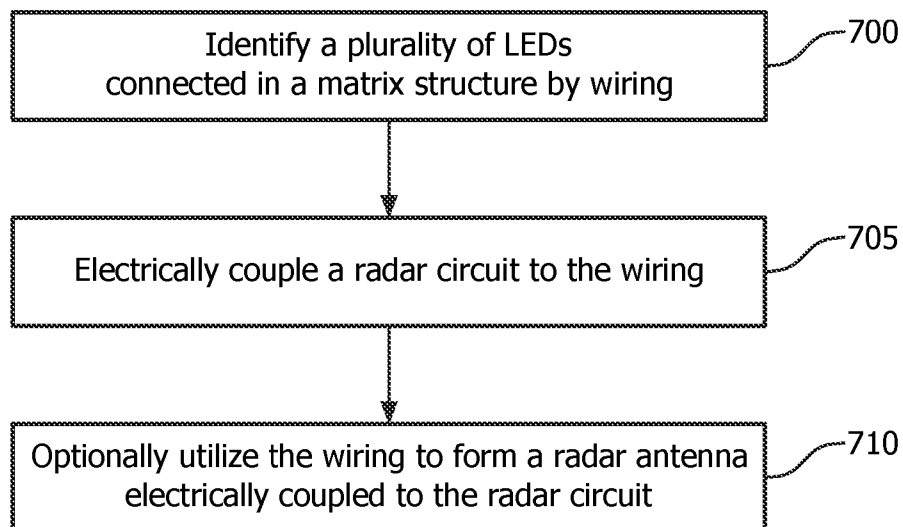 Identify a plurality of LEDs
connected in a matrix structure by wiring
700
Electrically couple a radar circuit to the wiring
705
Optionally utilize the wiring to form a radar antenna
electrically coupled to the radar circuit
710